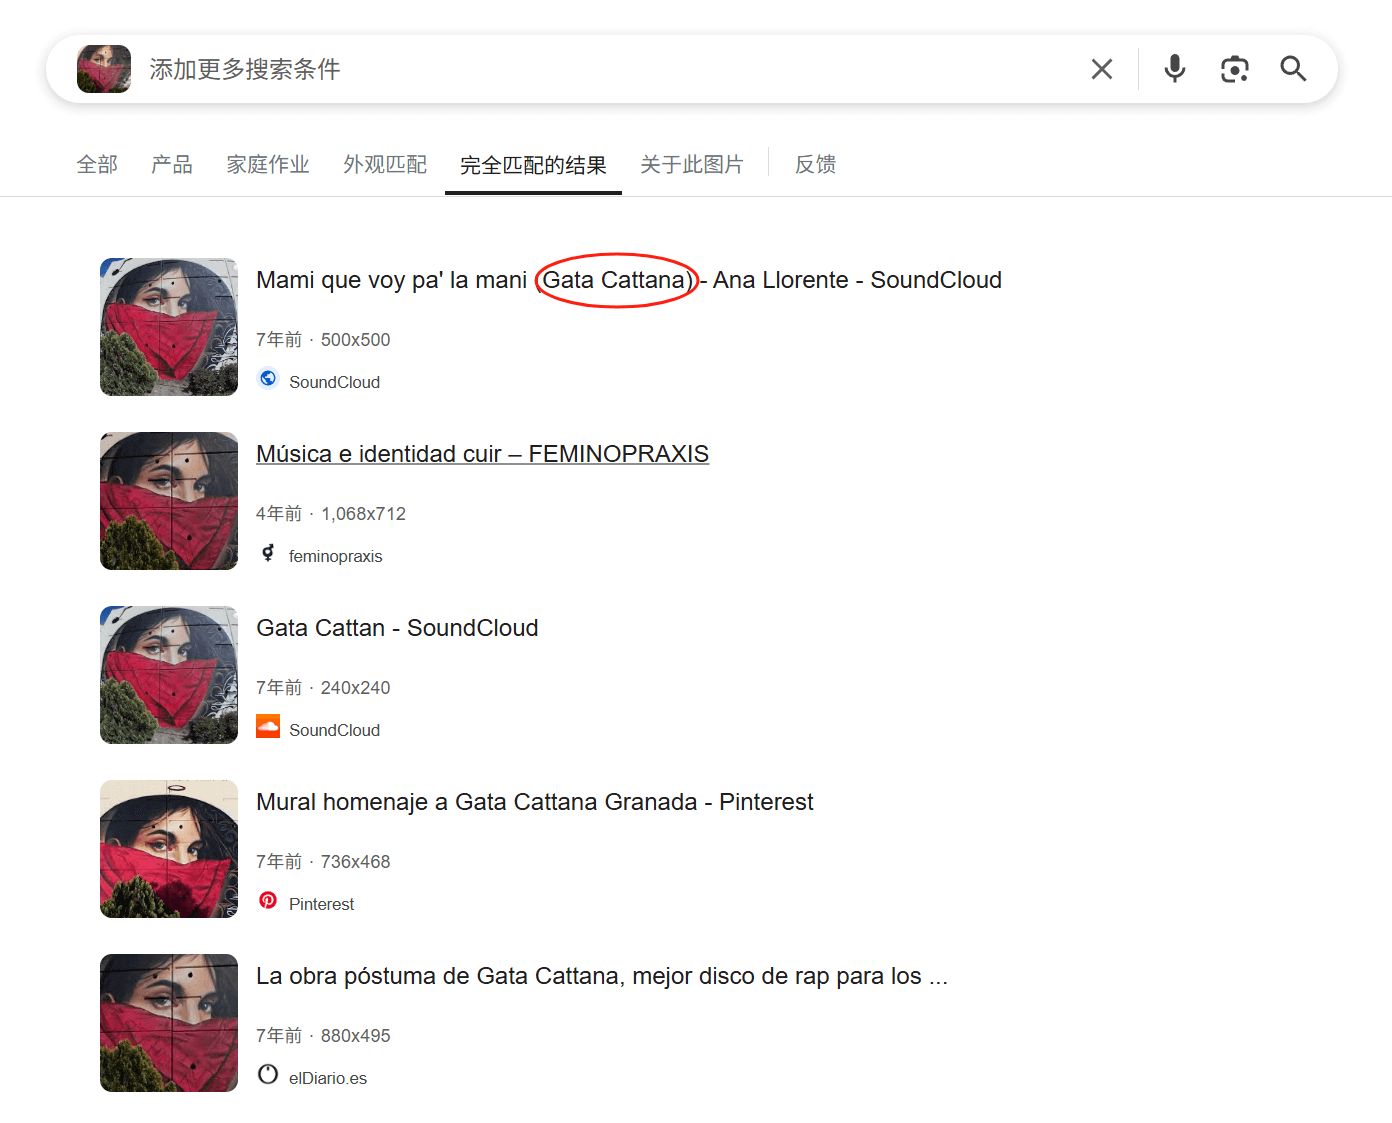 添加更多搜索条件
全部 产品 家庭作业 外观匹配 完全匹配的结果 关于此图片 反馈
Mami que voy pa' la mani (Gata Cattana) - Ana Llorente - SoundCloud
7年前 · 500x500
SoundCloud
Música e identidad cuir – FEMINOPRAXIS
4年前 · 1,068x712
feminopraxis
Gata Cattan - SoundCloud
7年前 · 240x240
SoundCloud
Mural homenaje a Gata Cattana Granada - Pinterest
7年前 · 736x468
Pinterest
La obra póstuma de Gata Cattana, mejor disco de rap para los ...
7年前 · 880x495
elDiario.es